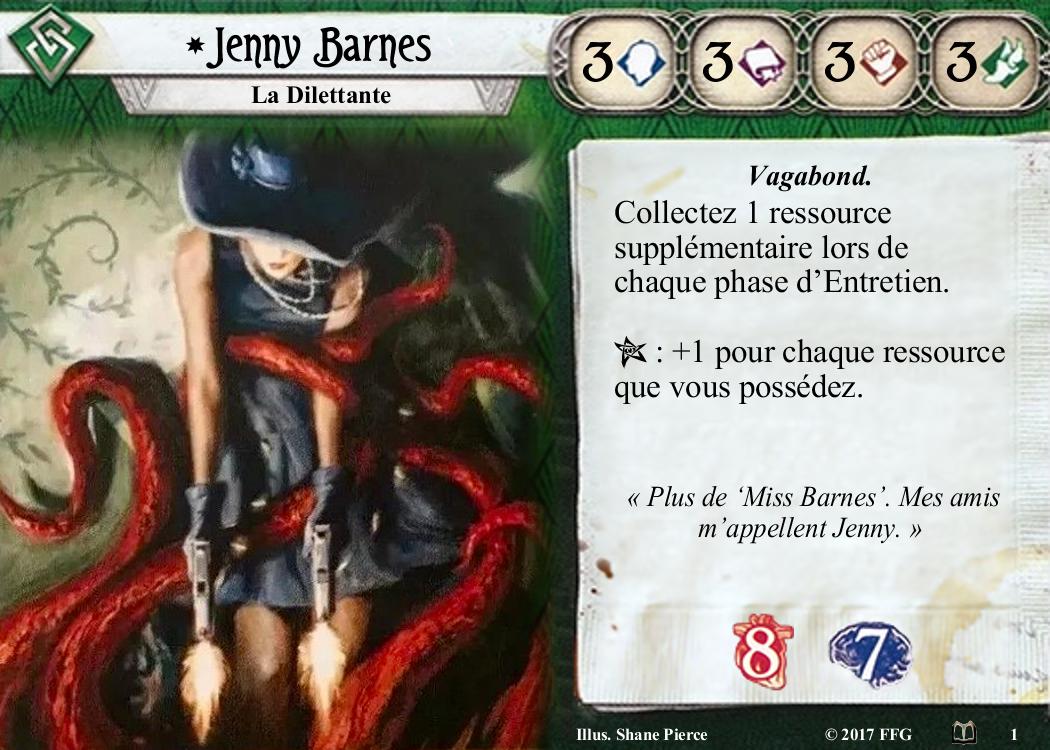 Jenny Barnes
3 3 3 3
La Dilettante
Vagabond.
Collectez 1 ressource
supplémentaire lors de
chaque phase d’Entretien.
: +1 pour chaque ressource
que vous possédez.
« Plus de ‘Miss Barnes’. Mes amis
m’appellent Jenny. »
8 7
Illus. Shane Pierce © 2017 FFG 1